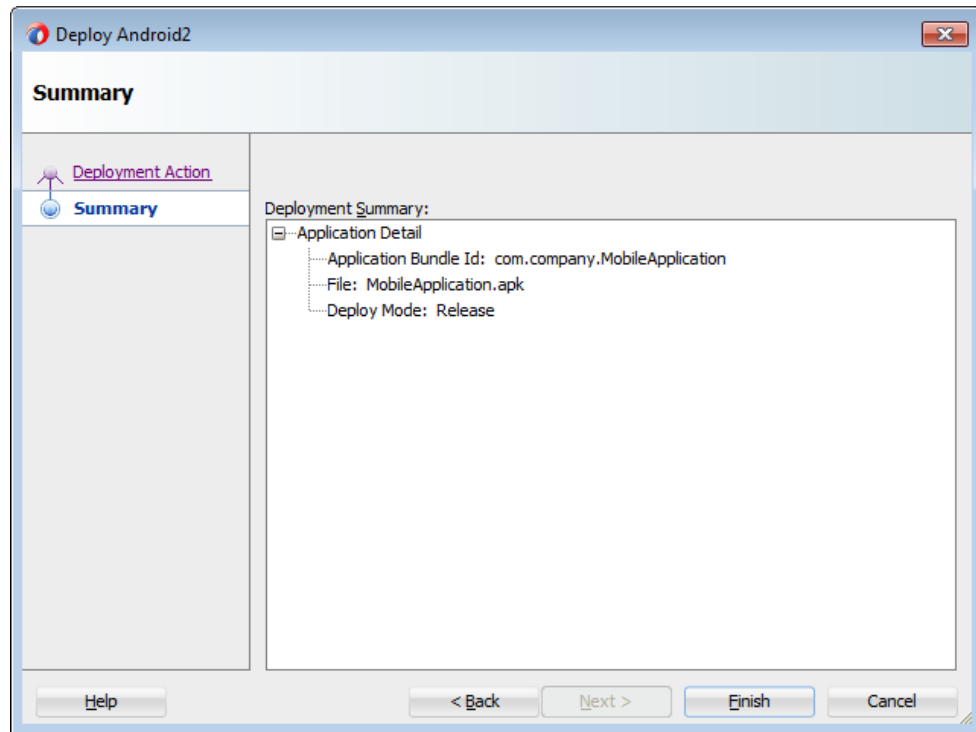 Deploy Android2
Summary
Deployment Action
Summary
Deployment Summary:
Application Detail
Application Bundle Id: com.company.MobileApplication
File: MobileApplication.apk
Deploy Mode: Release
Help
< Back
Next >
Finish
Cancel